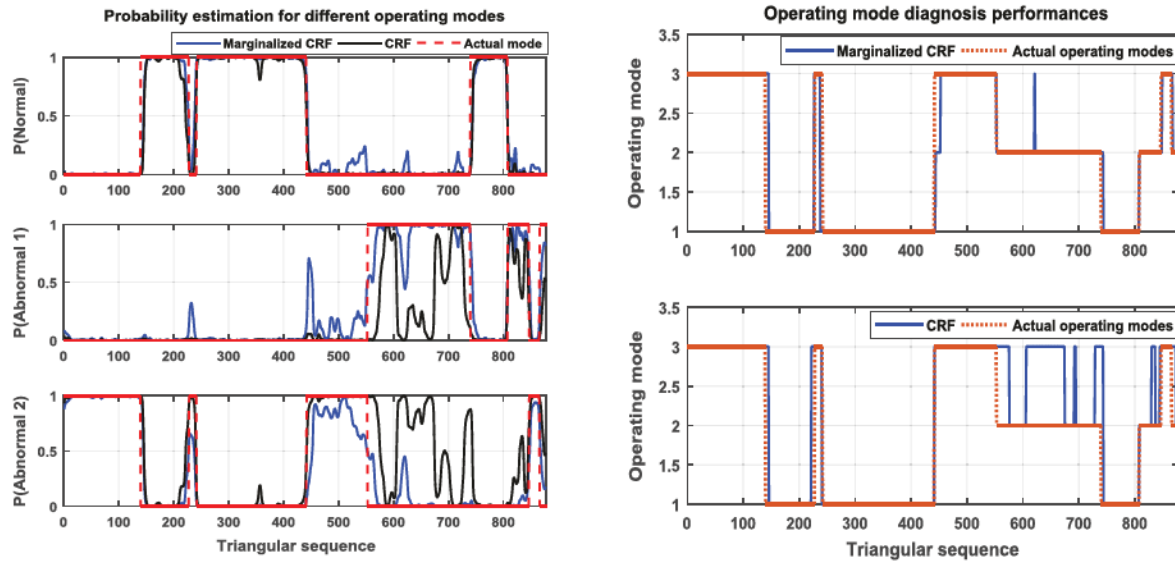 Probability estimation for different operating modes
Marginalized CRF CRF Actual mode
P(Normal)
1
0.5
0
0 100 200 300 400 500 600 700 800
P(Abnormal 1)
1
0.5
0
0 100 200 300 400 500 600 700 800
P(Abnormal 2)
1
0.5
0
0 100 200 300 400 500 600 700 800
Triangular sequence
Operating mode diagnosis performances
Marginalized CRF Actual operating modes
Operating mode
3.5
3
2.5
2
1.5
1
0 100 200 300 400 500 600 700 800
CRF Actual operating modes
Operating mode
3.5
3
2.5
2
1.5
1
0 100 200 300 400 500 600 700 800
Triangular sequence